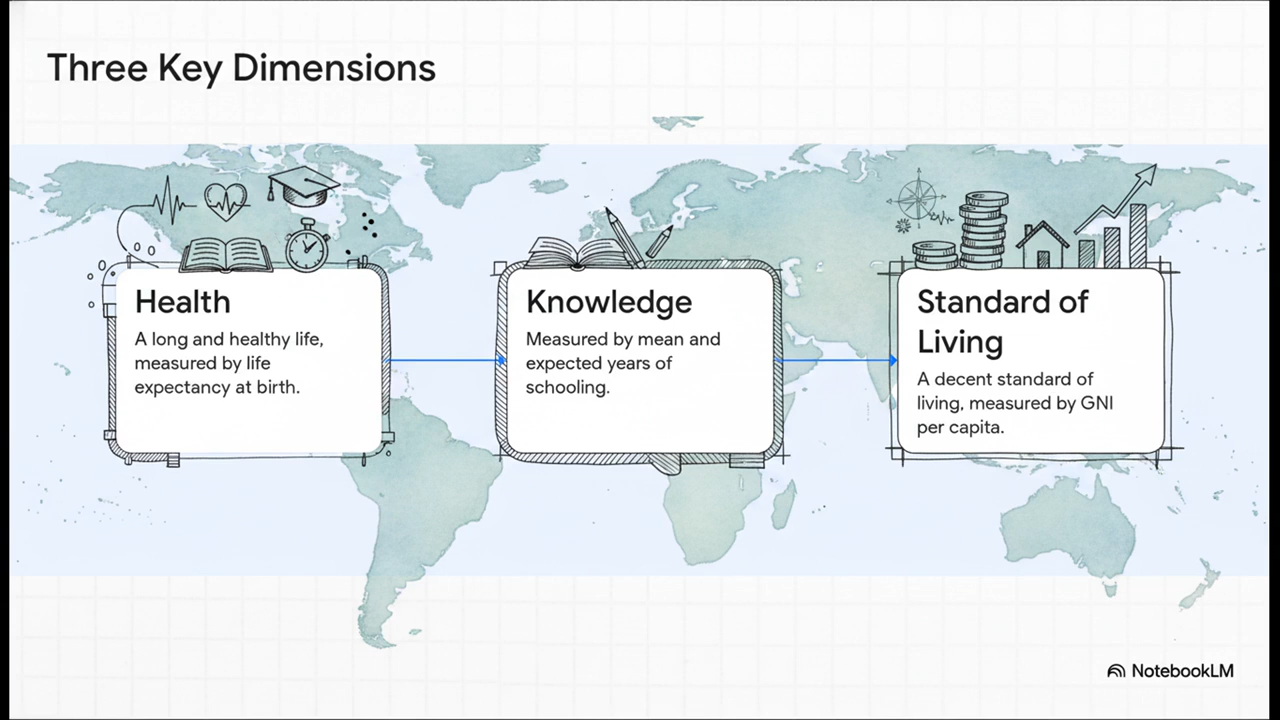 Three Key Dimensions
Health
A long and healthy life,
measured by life
expectancy at birth.
Knowledge
Measured by mean and
expected years of
schooling.
Standard of
Living
A decent standard of
living, measured by GNI
per capita.
NotebookLM